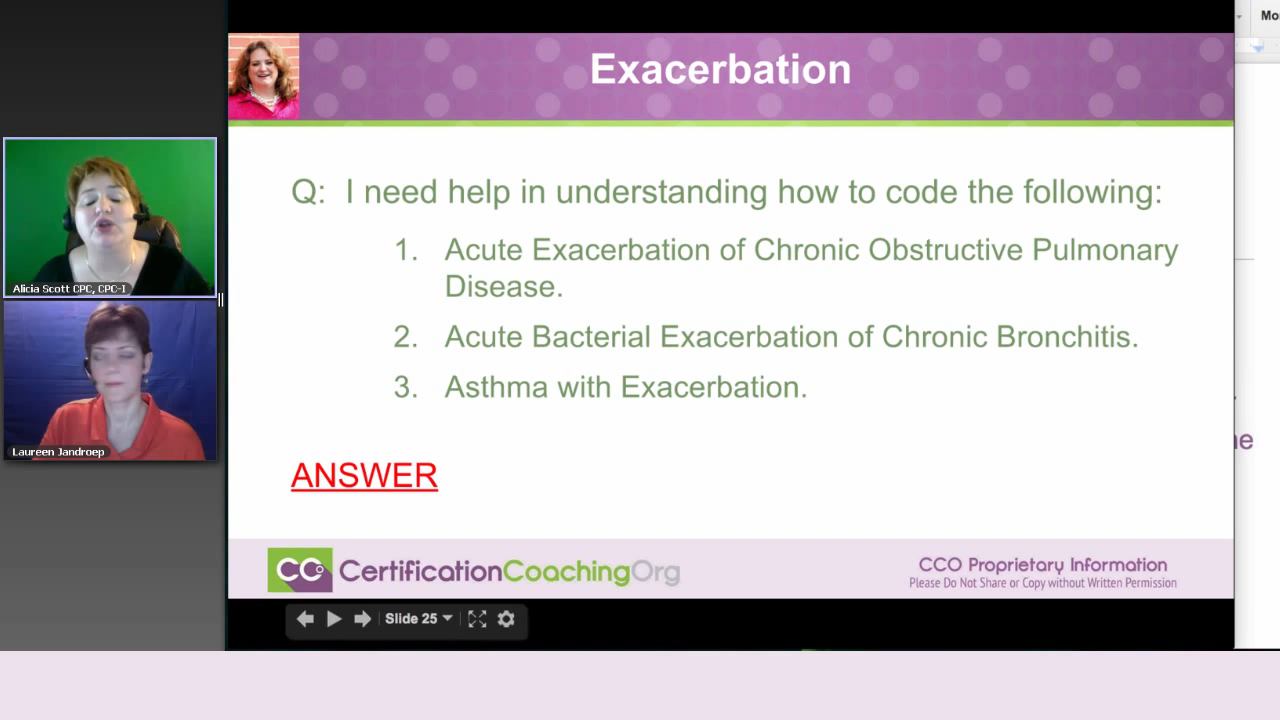 Mo
Exacerbation
Q: I need help in understanding how to code the following:
1. Acute Exacerbation of Chronic Obstructive Pulmonary
Disease.
2. Acute Bacterial Exacerbation of Chronic Bronchitis.
3. Asthma with Exacerbation.
ANSWER
Alicia Scott CPC, CPC-I
Laureen Jandroep
CC CertificationCoachingOrg
CCO Proprietary Information
Please Do Not Share or Copy without Written Permission
Slide 25